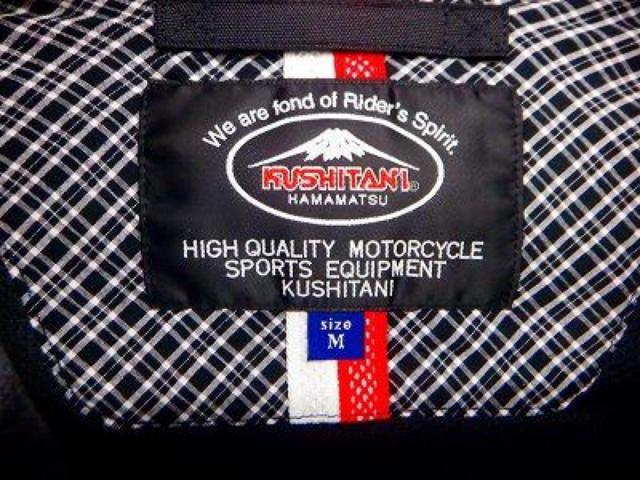 We are fond of Rider's Spirit.
KUSHITANI®
HAMAMATSU
HIGH QUALITY MOTORCYCLE
SPORTS EQUIPMENT
KUSHITANI
size
M